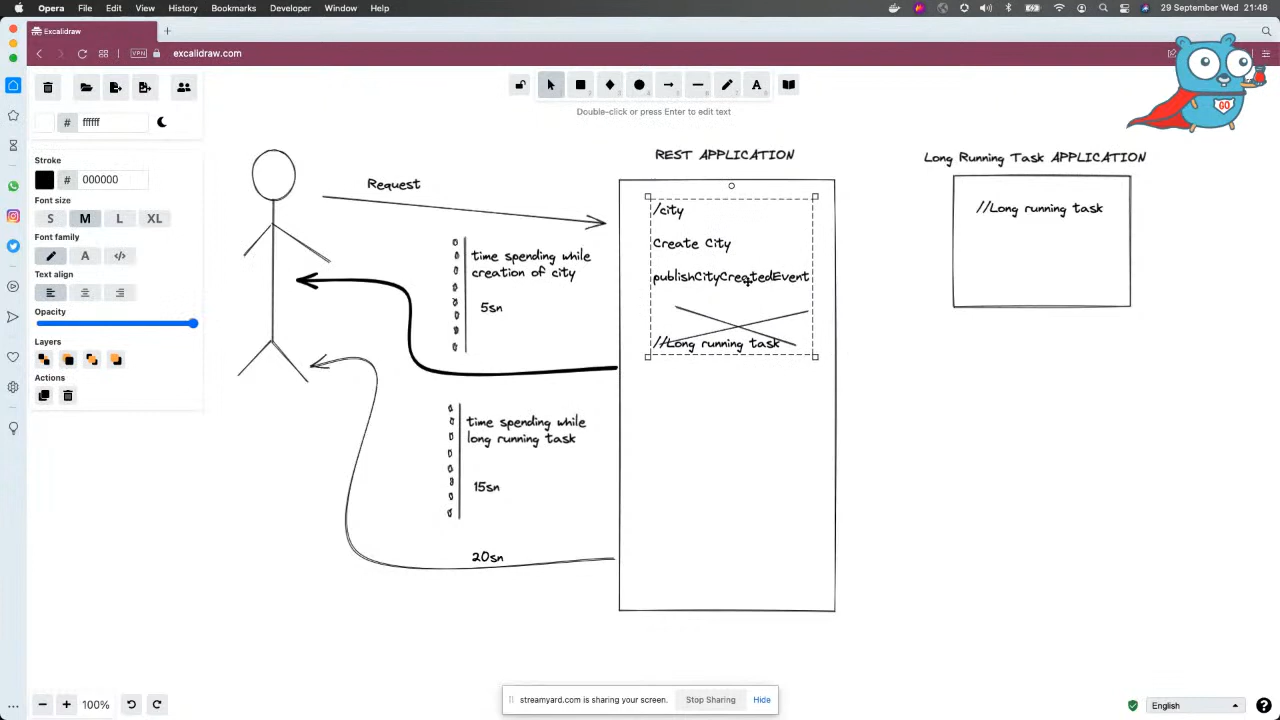 Opera File Edit View History Bookmarks Developer Window Help 29 September Wed 21:48
Excalidraw
VPN excalidraw.com
Double-click or press Enter to edit text
# ffffff
Stroke
# 000000
Font size
S M L XL
Font family
A </>
Text align
Opacity
Layers
Actions
GO
REST APPLICATION
Long Running Task APPLICATION
Request
/city
//Long running task
Create City
time spending while
creation of city
publishCityCreatedEvent
5sn
//Long running task
time spending while
long running task
15sn
20sn
streamyard.com is sharing your screen. Stop Sharing Hide
100%
English